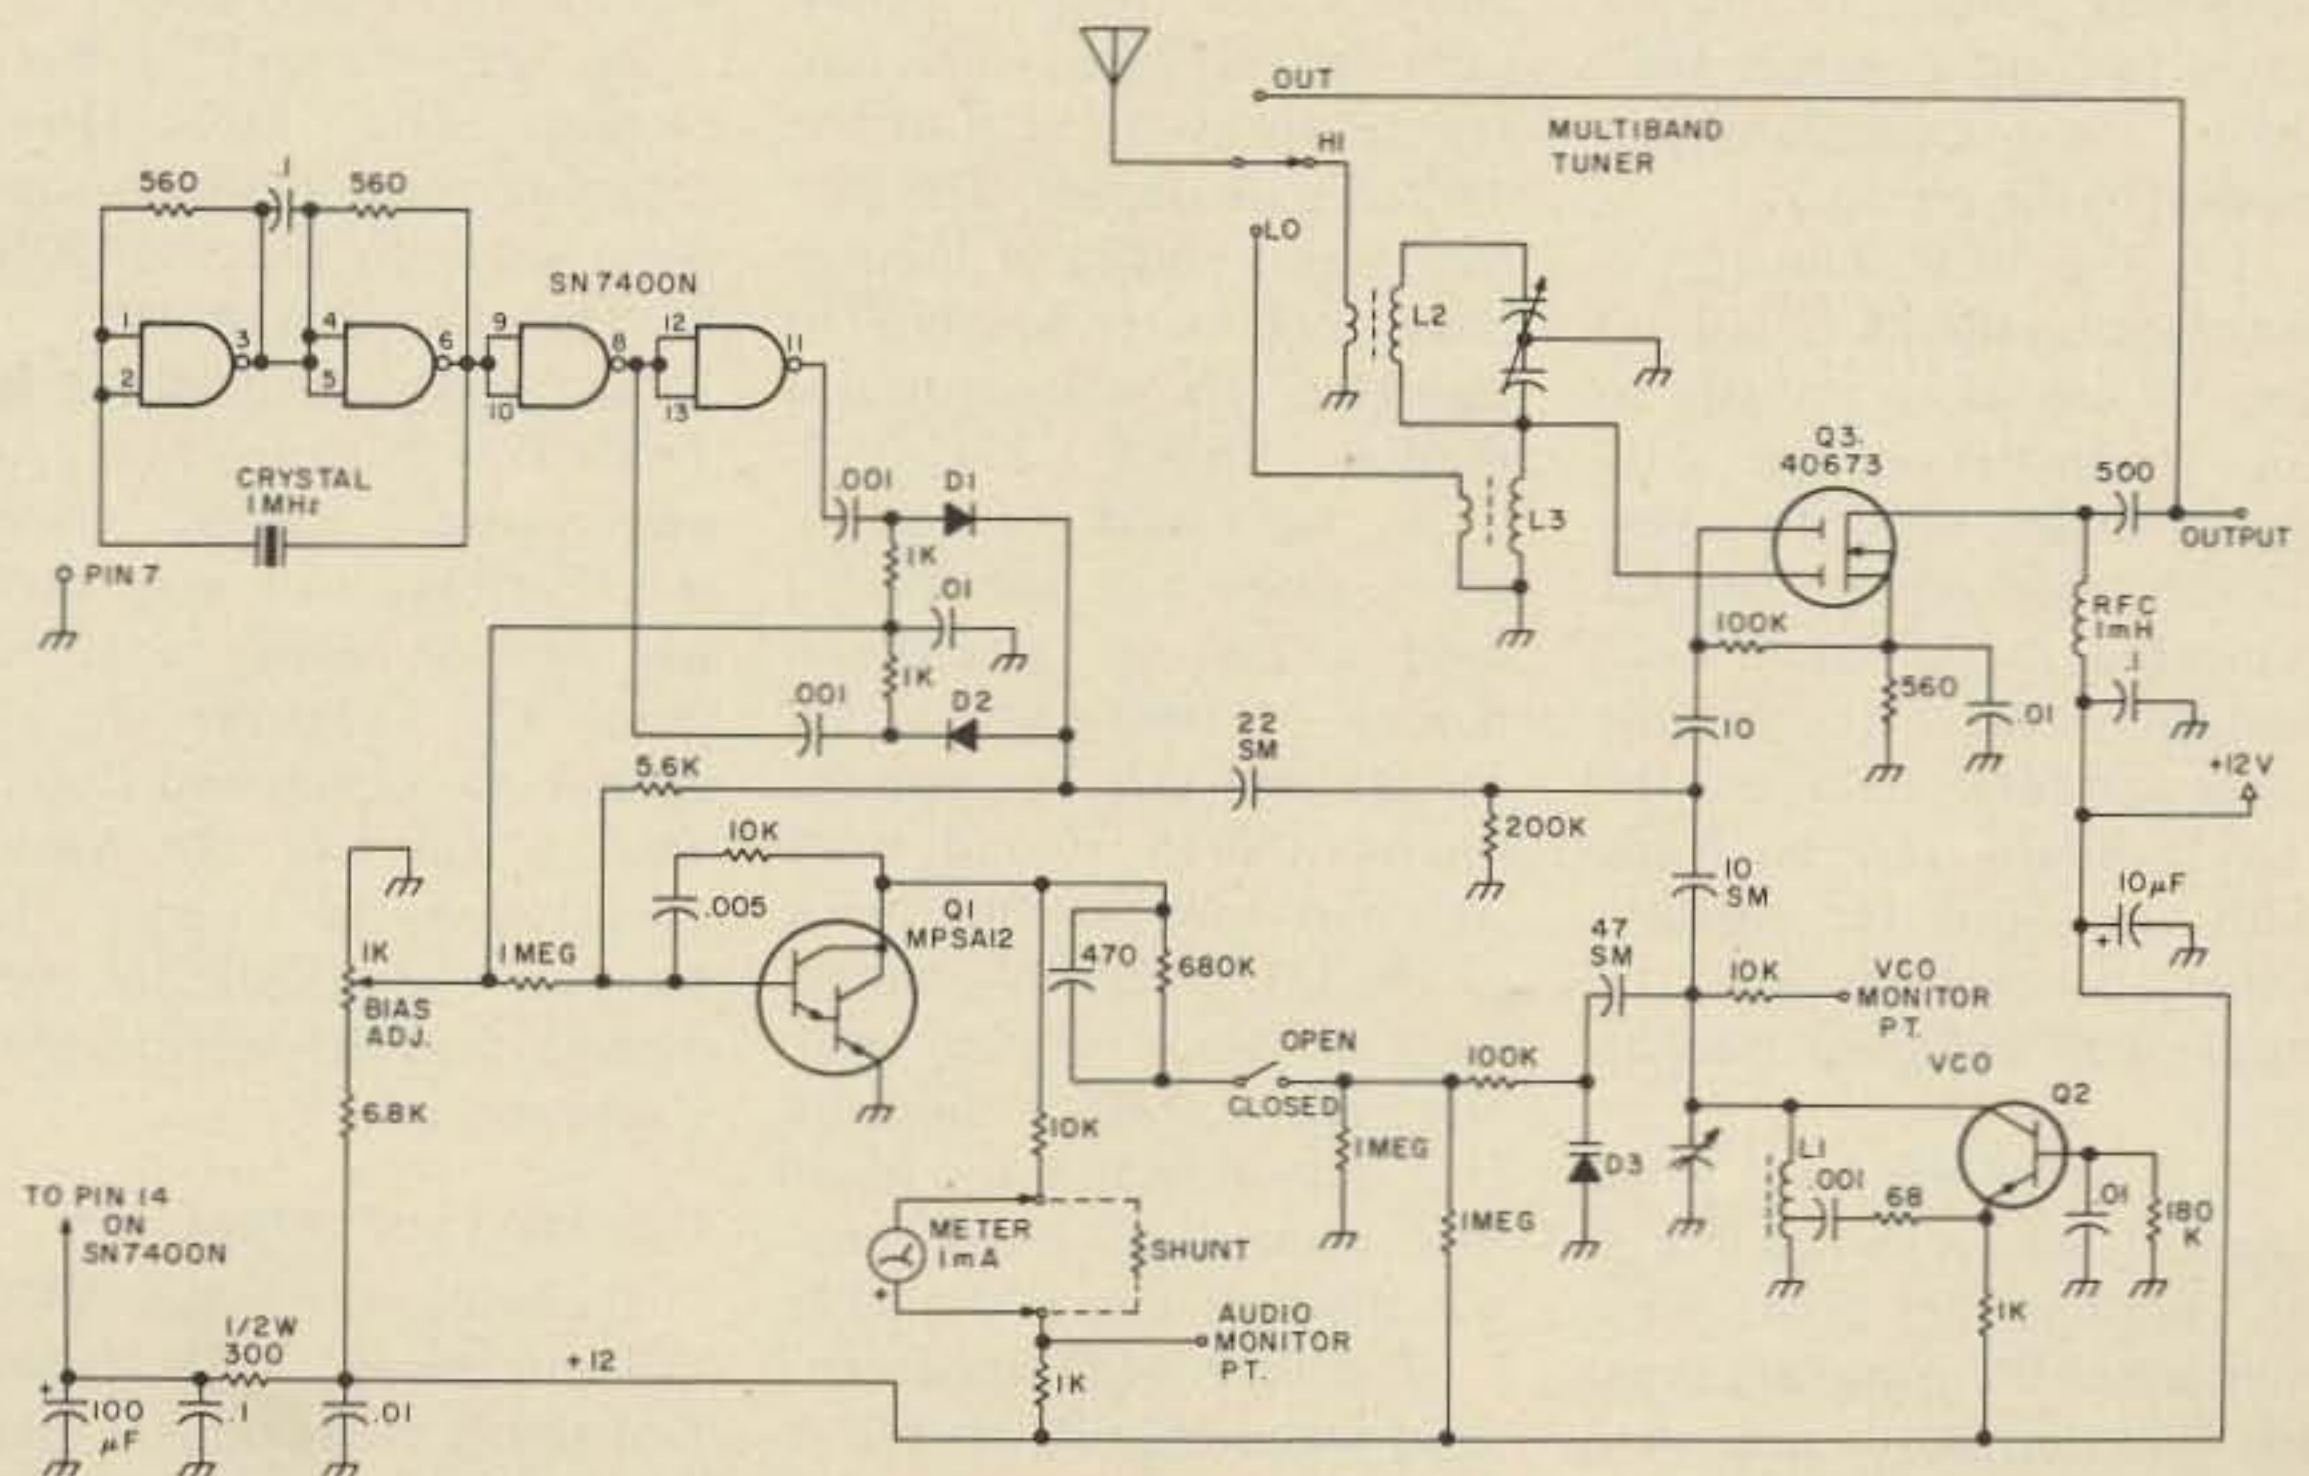 OUT
MULTIBAND
TUNER
HI
LO
560
.1
560
SN7400N
1
2
3
4
5
6
9
10
8
12
13
11
L2
CRYSTAL
1MHz
.001
D1
1K
.01
1K
.001
D2
PIN 7
L3
Q3.
40673
500
OUTPUT
RFC
1mH
.1
100K
560
.01
10
+12V
22
SM
5.6K
200K
10K
.005
Q1
MPSA12
10
SM
10µF
+
1K
BIAS
ADJ.
1MEG
470
680K
47
SM
10K
VCO
MONITOR
PT.
VCO
OPEN
CLOSED
100K
Q2
6.8K
10K
1MEG
D3
L1
.001
68
.01
180
K
TO PIN 14
ON
SN7400N
METER
1mA
+
SHUNT
1MEG
1K
AUDIO
MONITOR
PT.
1/2W
300
+12
1K
+
100
µF
.1
.01